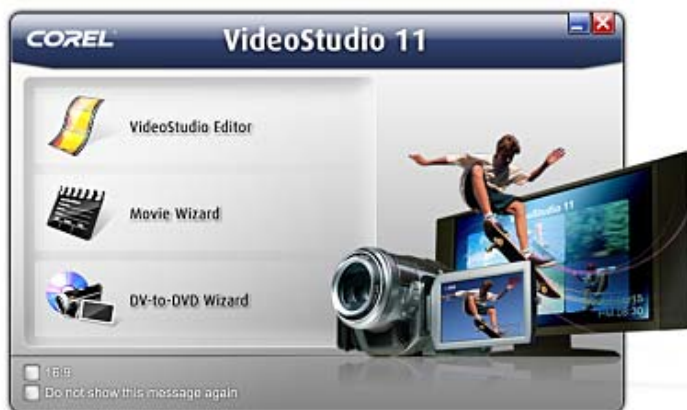 COREL
VideoStudio 11
VideoStudio Editor
Movie Wizard
DV-to-DVD Wizard
16:9
Do not show this message again